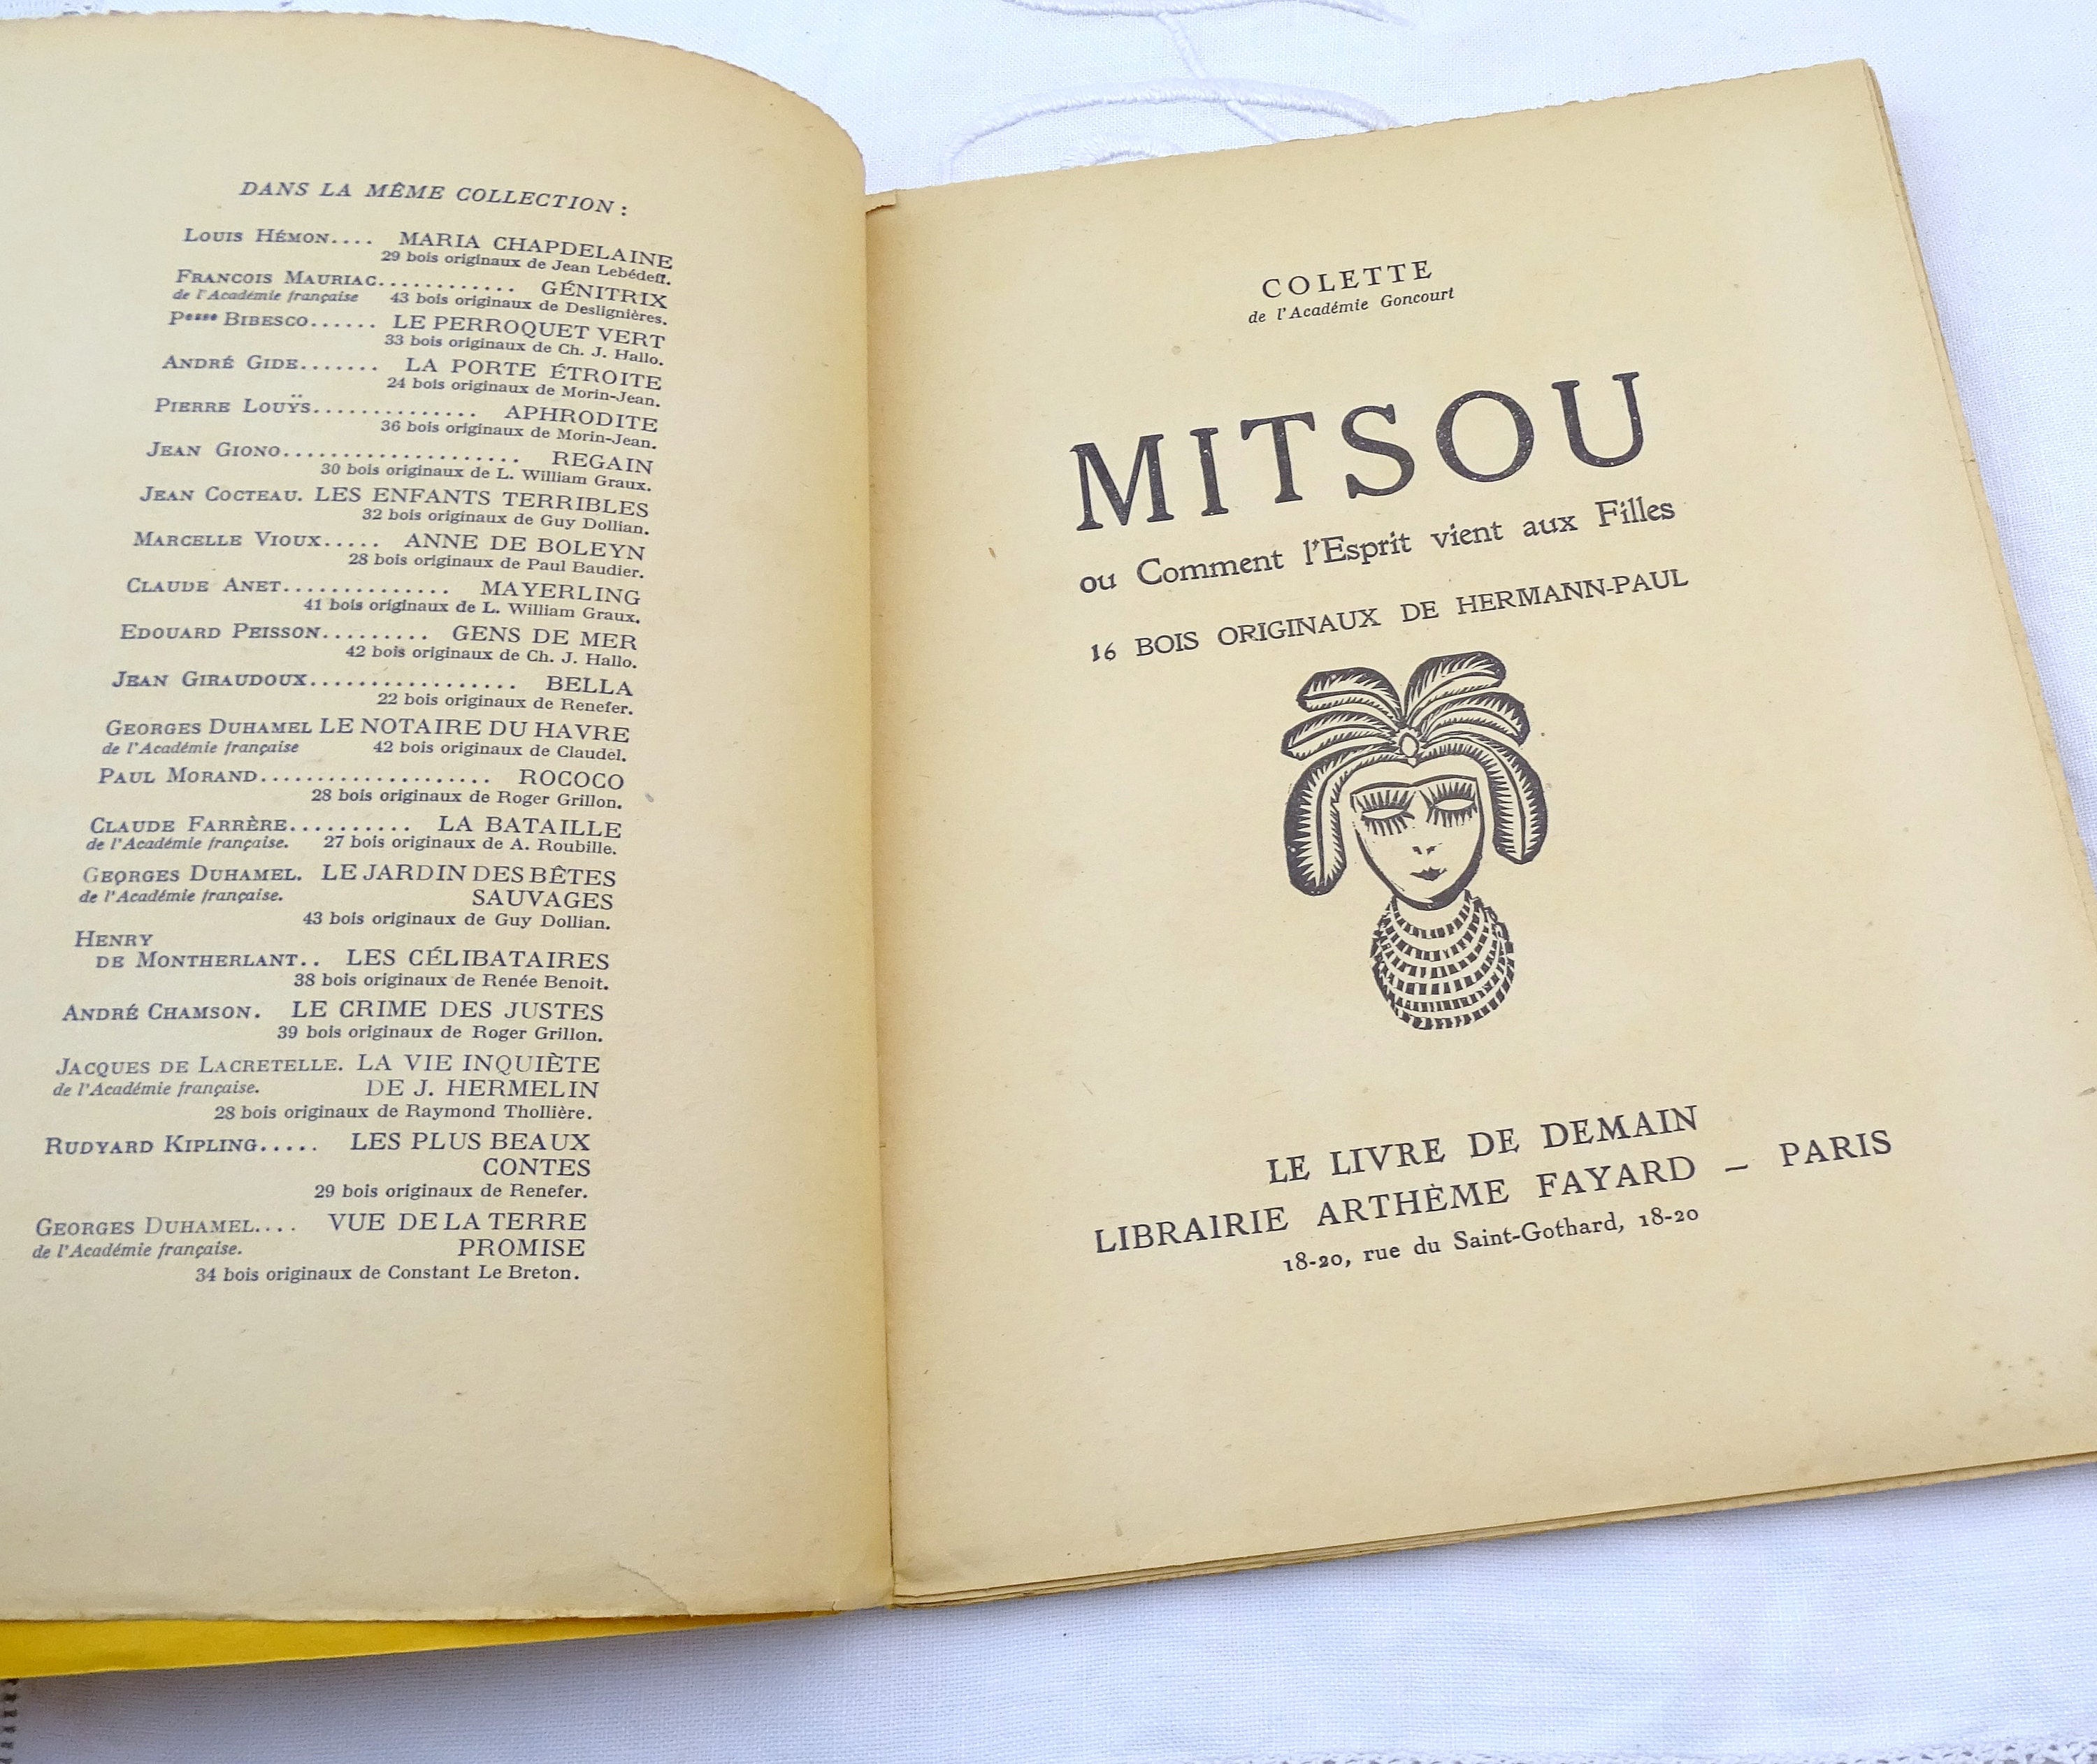 DANS LA MÊME COLLECTION :
LOUIS HÉMON.... MARIA CHAPDELAINE
29 bois originaux de Jean Lebédeff.
FRANCOIS MAURIAC............ GÉNITRIX
de l'Académie française 43 bois originaux de Deslignières.
Pesse BIBESCO...... LE PERROQUET VERT
33 bois originaux de Ch. J. Hallo.
ANDRÉ GIDE....... LA PORTE ÉTROITE
24 bois originaux de Morin-Jean.
PIERRE LOUŸS.............. APHRODITE
36 bois originaux de Morin-Jean.
JEAN GIONO..................... REGAIN
30 bois originaux de L. William Graux.
JEAN COCTEAU. LES ENFANTS TERRIBLES
32 bois originaux de Guy Dollian.
MARCELLE VIOUX..... ANNE DE BOLEYN
28 bois originaux de Paul Baudier.
CLAUDE ANET.............. MAYERLING
41 bois originaux de L. William Graux.
EDOUARD PEISSON......... GENS DE MER
42 bois originaux de Ch. J. Hallo.
JEAN GIRAUDOUX................. BELLA
22 bois originaux de Renefer.
GEORGES DUHAMEL LE NOTAIRE DU HAVRE
de l'Académie française 42 bois originaux de Claudel.
PAUL MORAND.................... ROCOCO
28 bois originaux de Roger Grillon.
CLAUDE FARRÈRE.......... LA BATAILLE
de l'Académie française. 27 bois originaux de A. Roubille.
GEORGES DUHAMEL. LE JARDIN DES BÊTES
de l'Académie française. SAUVAGES
43 bois originaux de Guy Dollian.
HENRY
DE MONTHERLANT.. LES CÉLIBATAIRES
38 bois originaux de Renée Benoit.
ANDRÉ CHAMSON. LE CRIME DES JUSTES
39 bois originaux de Roger Grillon.
JACQUES DE LACRETELLE. LA VIE INQUIÈTE
de l'Académie française. DE J. HERMELIN
28 bois originaux de Raymond Thollière.
RUDYARD KIPLING..... LES PLUS BEAUX
CONTES
29 bois originaux de Renefer.
GEORGES DUHAMEL.... VUE DE LA TERRE
de l'Académie française. PROMISE
34 bois originaux de Constant Le Breton.
COLETTE
de l'Académie Goncourt
MITSOU
ou Comment l'Esprit vient aux Filles
16 BOIS ORIGINAUX DE HERMANN-PAUL
LE LIVRE DE DEMAIN
LIBRAIRIE ARTHÈME FAYARD — PARIS
18-20, rue du Saint-Gothard, 18-20